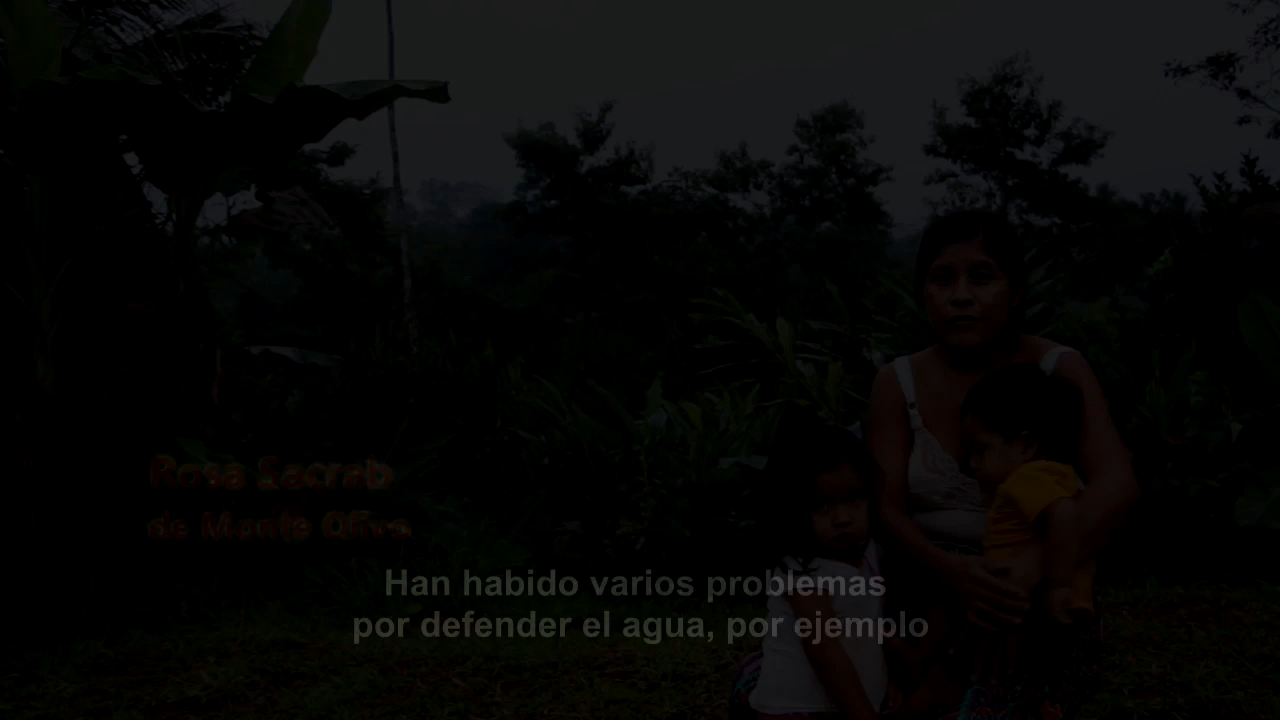 Rosa Sacrab
de Monte Olivo
Han habido varios problemas
por defender el agua, por ejemplo